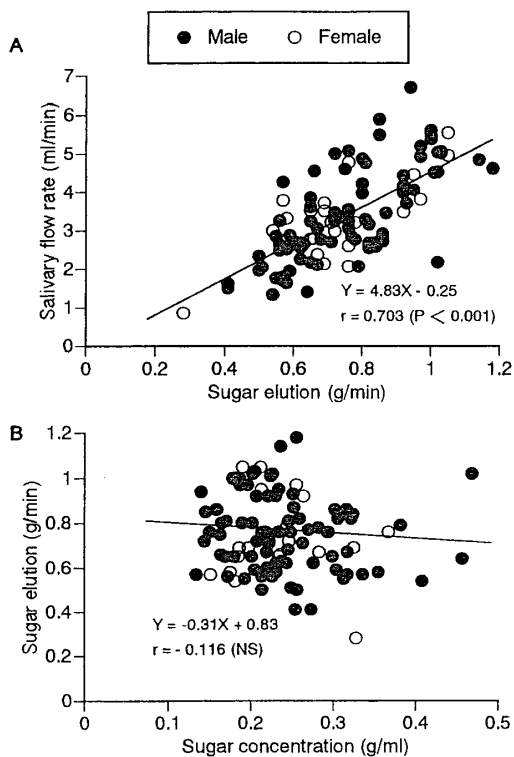 Male Female
A
7
6
5
4
3
2
1
0
Salivary flow rate (ml/min)
Y = 4.83X - 0.25
r = 0.703 (P < 0.001)
0 0.2 0.4 0.6 0.8 1 1.2
Sugar elution (g/min)
B
1.2
1
0.8
0.6
0.4
0.2
0
Sugar elution (g/min)
Y = -0.31X + 0.83
r = - 0.116 (NS)
0 0.1 0.2 0.3 0.4 0.5
Sugar concentration (g/ml)